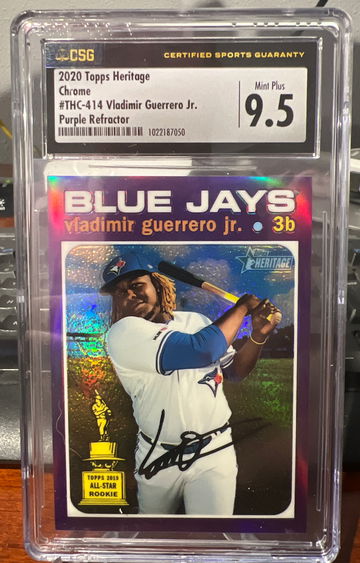 CSG
CERTIFIED SPORTS GUARANTY
2020 Topps Heritage
Chrome
#THC-414 Vladimir Guerrero Jr.
Purple Refractor
1022187050
Mint Plus
9.5
BLUE JAYS
vladimir guerrero jr. 3b
HERITAGE
TOPPS 2019
ALL-STAR
ROOKIE